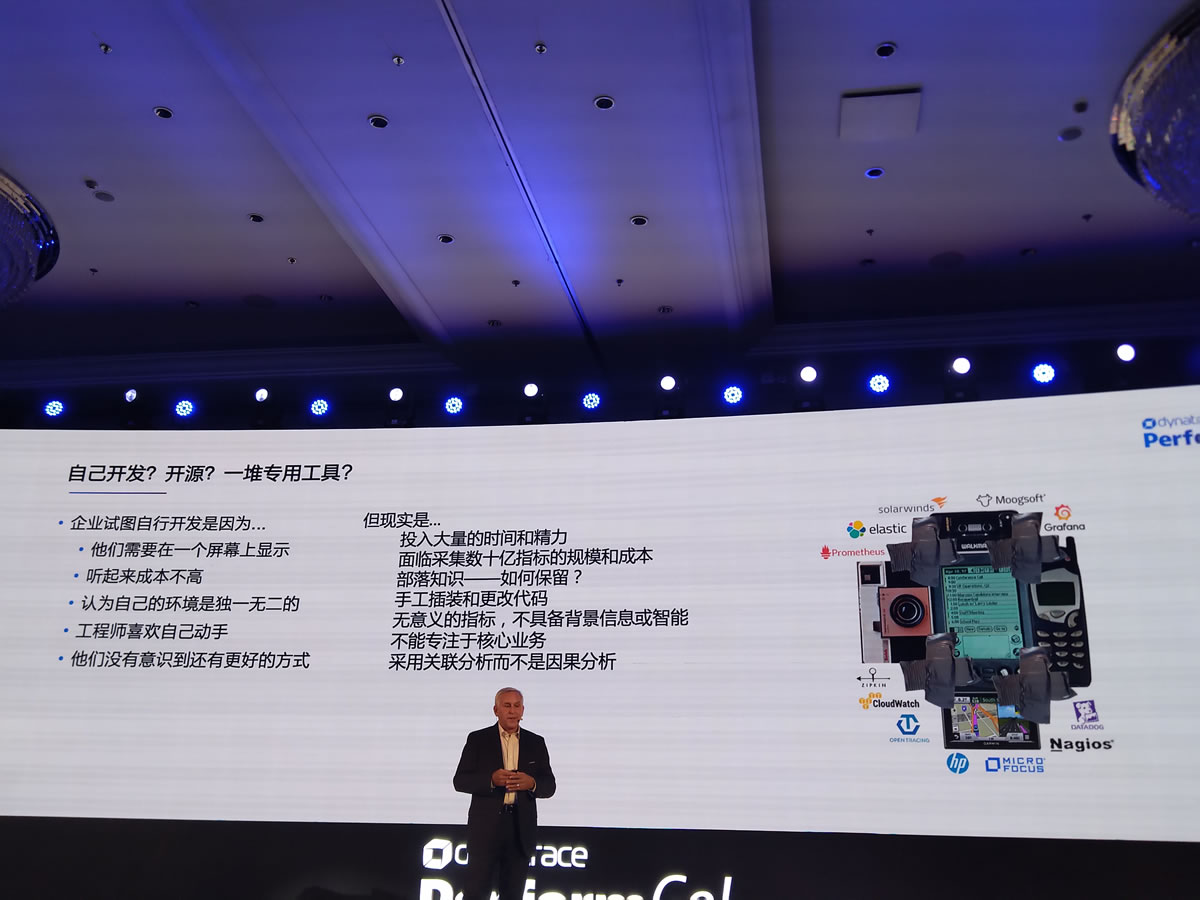 自己开发？开源？一堆专用工具？
• 企业试图自行开发是因为...
• 他们需要在一个屏幕上显示
• 听起来成本不高
• 认为自己的环境是独一无二的
• 工程师喜欢自己动手
• 他们没有意识到还有更好的方式
但现实是...
投入大量的时间和精力
面临采集数十亿指标的规模和成本
部落知识——如何保留？
手工插装和更改代码
无意义的指标，不具备背景信息或智能
不能专注于核心业务
采用关联分析而不是因果分析
solarwinds
Moogsoft
elastic
Grafana
Prometheus
ZIPKIN
CloudWatch
OPENTRACING
hp
MICRO FOCUS
DATADOG
Nagios®